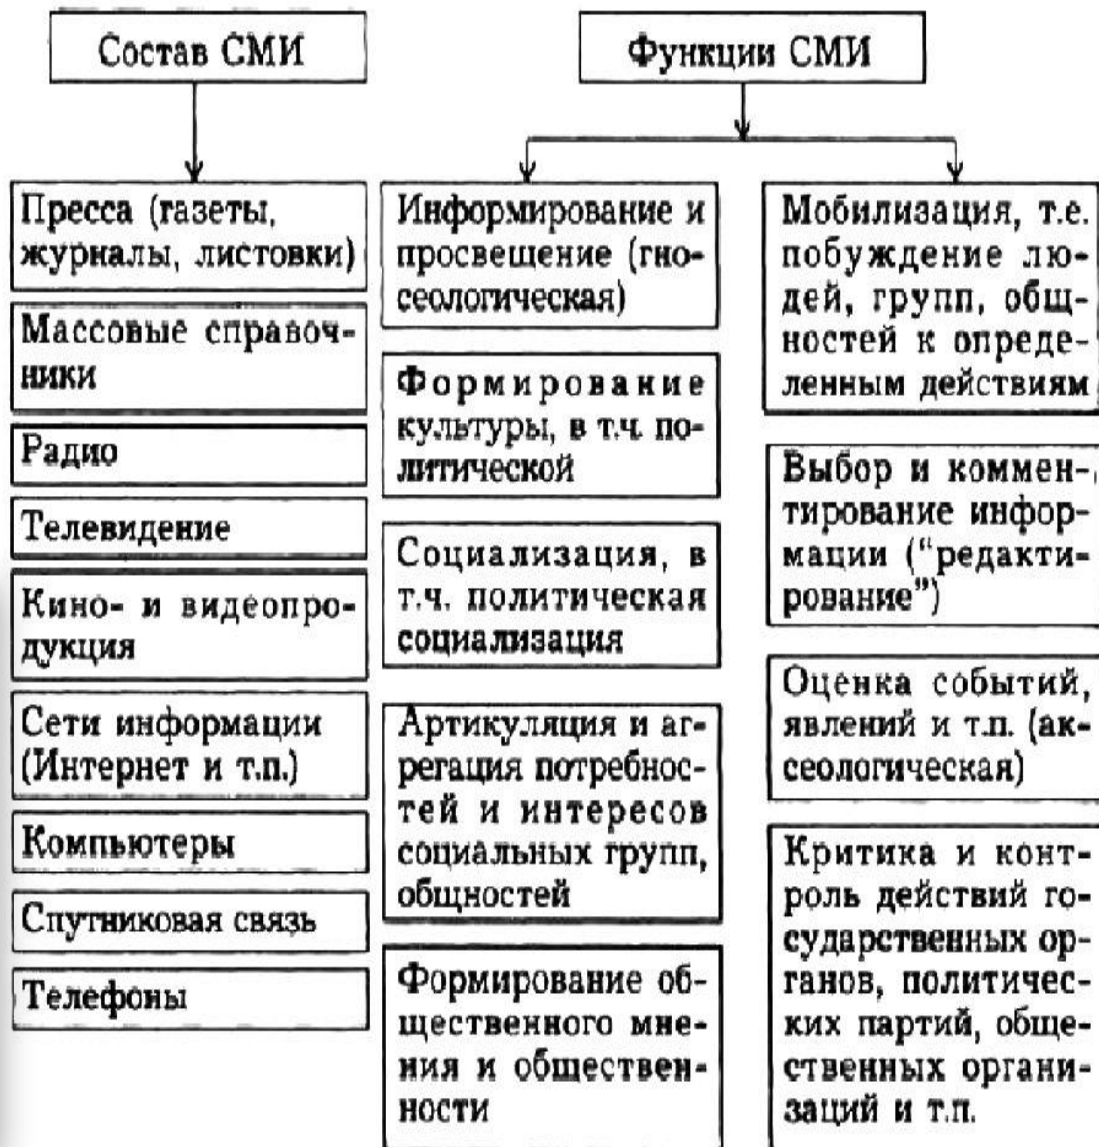 Состав СМИ
Пресса (газеты,
журналы, листовки)
Массовые справоч-
ники
Радио
Телевидение
Кино- и видеопро-
дукция
Сети информации
(Интернет и т.п.)
Компьютеры
Спутниковая связь
Телефоны
Функции СМИ
Информирование и
просвещение (гно-
сеологическая)
Формирование
культуры, в т.ч. по-
литической
Социализация, в
т.ч. политическая
социализация
Артикуляция и аг-
регация потребнос-
тей и интересов
социальных групп,
общностей
Формирование об-
щественного мне-
ния и обществен-
ности
Мобилизация, т.е.
побуждение лю-
дей, групп, общ-
ностей к опреде-
ленным действиям
Выбор и коммен-
тирование инфор-
мации (“редакти-
рование”)
Оценка событий,
явлений и т.п. (ак-
сеологическая)
Критика и конт-
роль действий го-
сударственных ор-
ганов, политичес-
ких партий, обще-
ственных органи-
заций и т.п.